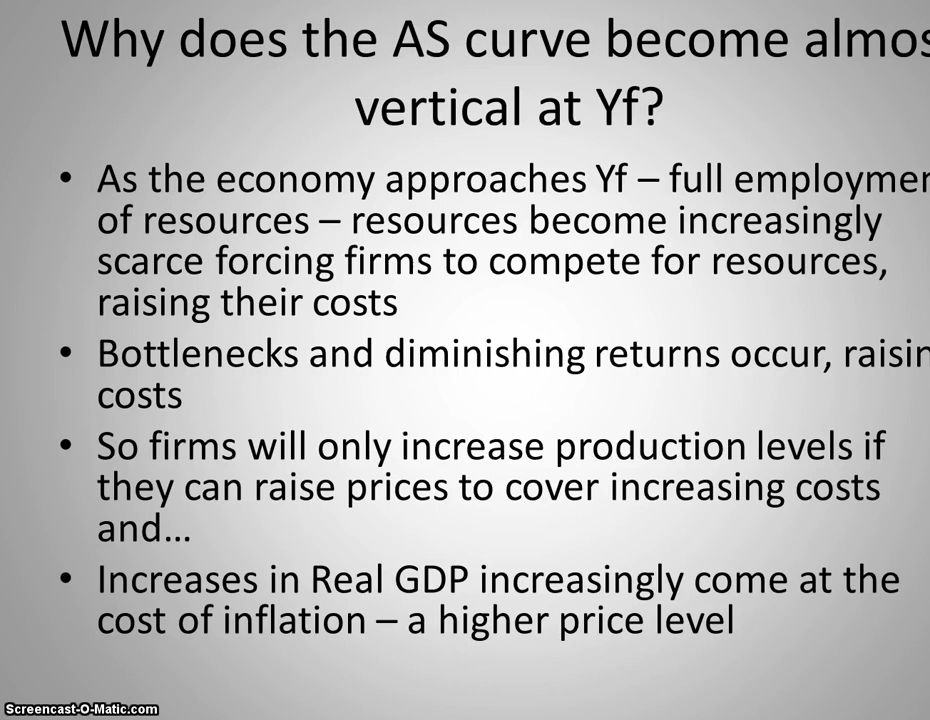 Why does the AS curve become almos
vertical at Yf?
• As the economy approaches Yf – full employmen
of resources – resources become increasingly
scarce forcing firms to compete for resources,
raising their costs
• Bottlenecks and diminishing returns occur, raisin
costs
• So firms will only increase production levels if
they can raise prices to cover increasing costs
and...
• Increases in Real GDP increasingly come at the
cost of inflation – a higher price level
Screencast-O-Matic.com